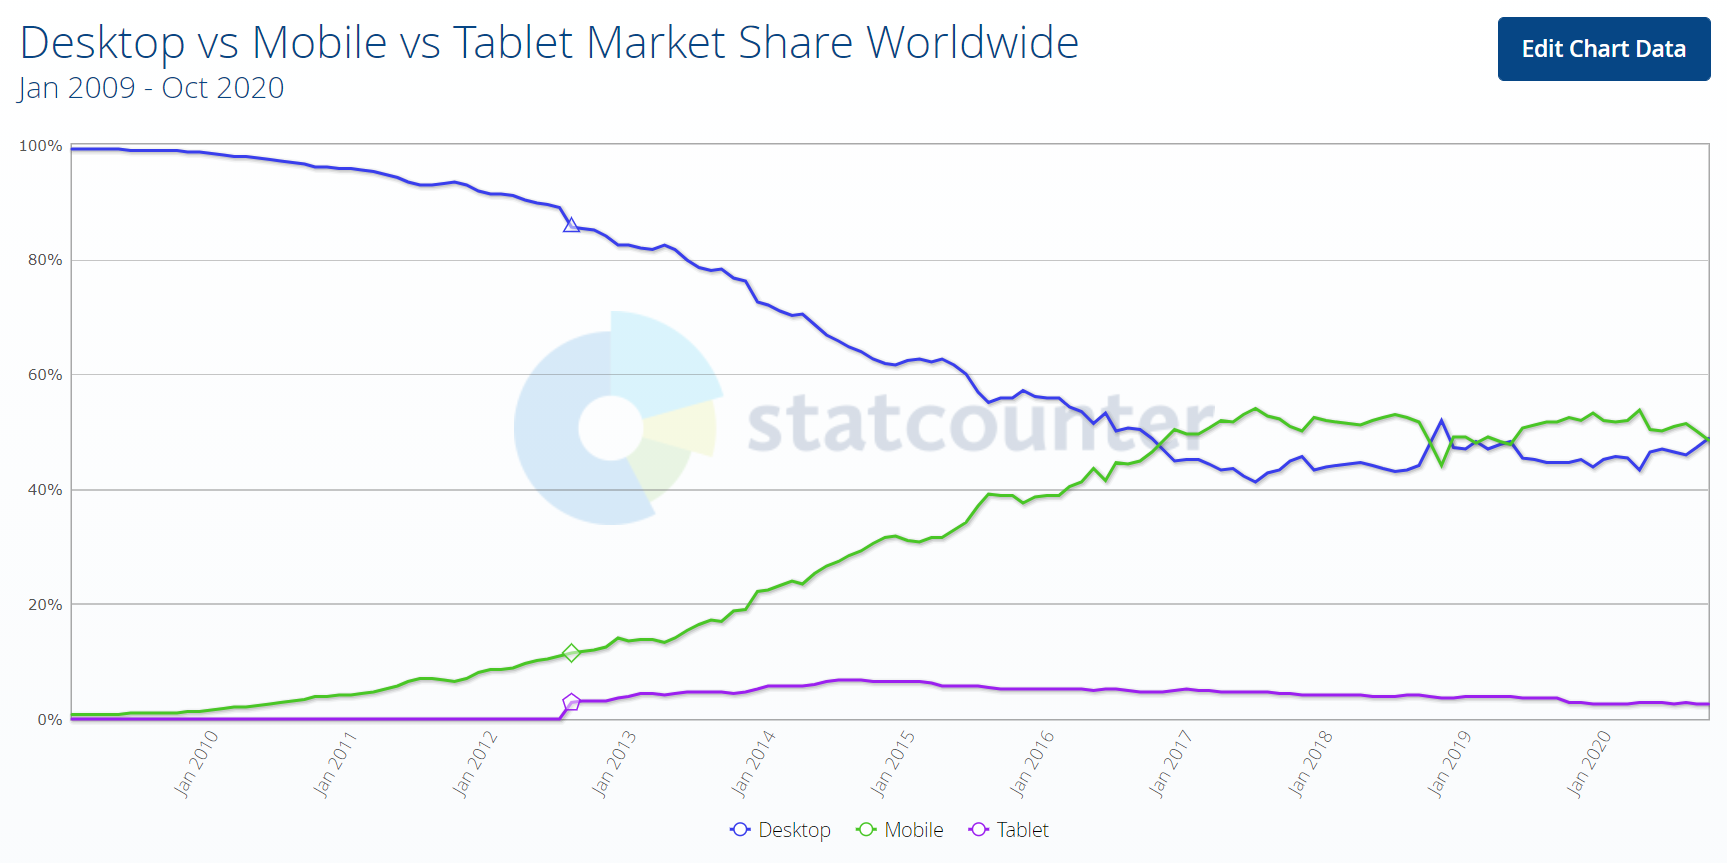 Desktop vs Mobile vs Tablet Market Share Worldwide
Jan 2009 - Oct 2020
Edit Chart Data
100%
80%
60%
statcounter
40%
20%
0%
Jan 2010 Jan 2011 Jan 2012 Jan 2013 Jan 2014 Jan 2015 Jan 2016 Jan 2017 Jan 2018 Jan 2019 Jan 2020
Desktop Mobile Tablet